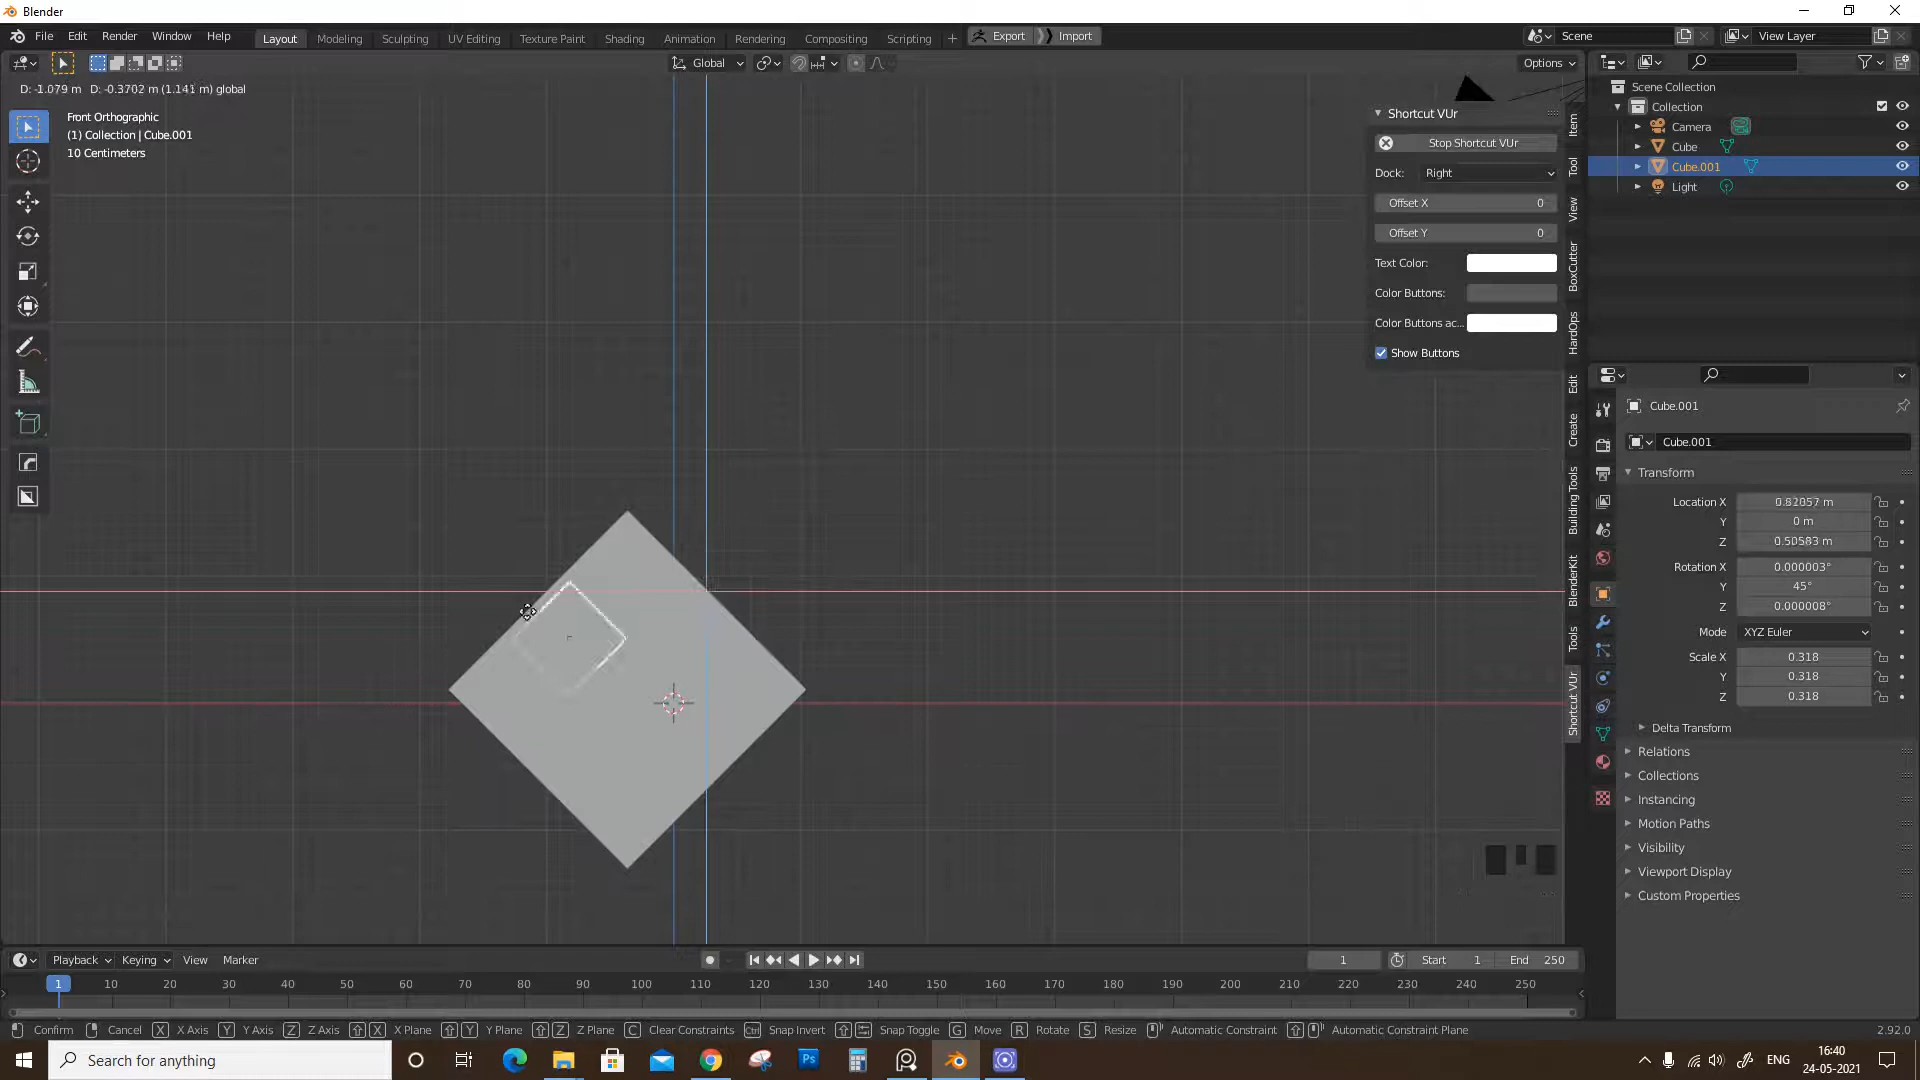 Blender
File Edit Render Window Help
Layout Modeling Sculpting UV Editing Texture Paint Shading Animation Rendering Compositing Scripting + Export Import
Scene View Layer
Global Options
D: -1.079 m D: -0.3702 m (1.141 m) global
Front Orthographic
(1) Collection | Cube.001
10 Centimeters
Shortcut VUr
Stop Shortcut VUr
Dock: Right
Offset X 0
Offset Y 0
Text Color:
Color Buttons:
Color Buttons ac...
Show Buttons
Item
Tool
View
BoxCutter
HardOps
Edit
Create
Building Tools
BlenderKit
Tools
Shortcut VUr
Scene Collection
Collection
Camera
Cube
Cube.001
Light
Cube.001
Cube.001
Transform
Location X 0.82057 m
Y 0 m
Z 0.50583 m
Rotation X 0.000003°
Y 45°
Z 0.000008°
Mode XYZ Euler
Scale X 0.318
Y 0.318
Z 0.318
Delta Transform
Relations
Collections
Instancing
Motion Paths
Visibility
Viewport Display
Custom Properties
Playback Keying View Marker 1 Start 1 End 250
1 10 20 30 40 50 60 70 80 90 100 110 120 130 140 150 160 170 180 190 200 210 220 230 240 250
Confirm Cancel X X Axis Y Y Axis Z Z Axis X X Plane Y Y Plane Z Z Plane C Clear Constraints Ctrl Snap Invert Snap Toggle G Move R Rotate S Resize Automatic Constraint Automatic Constraint Plane 2.92.0
Search for anything
Ps
ENG
16:40
24-05-2021